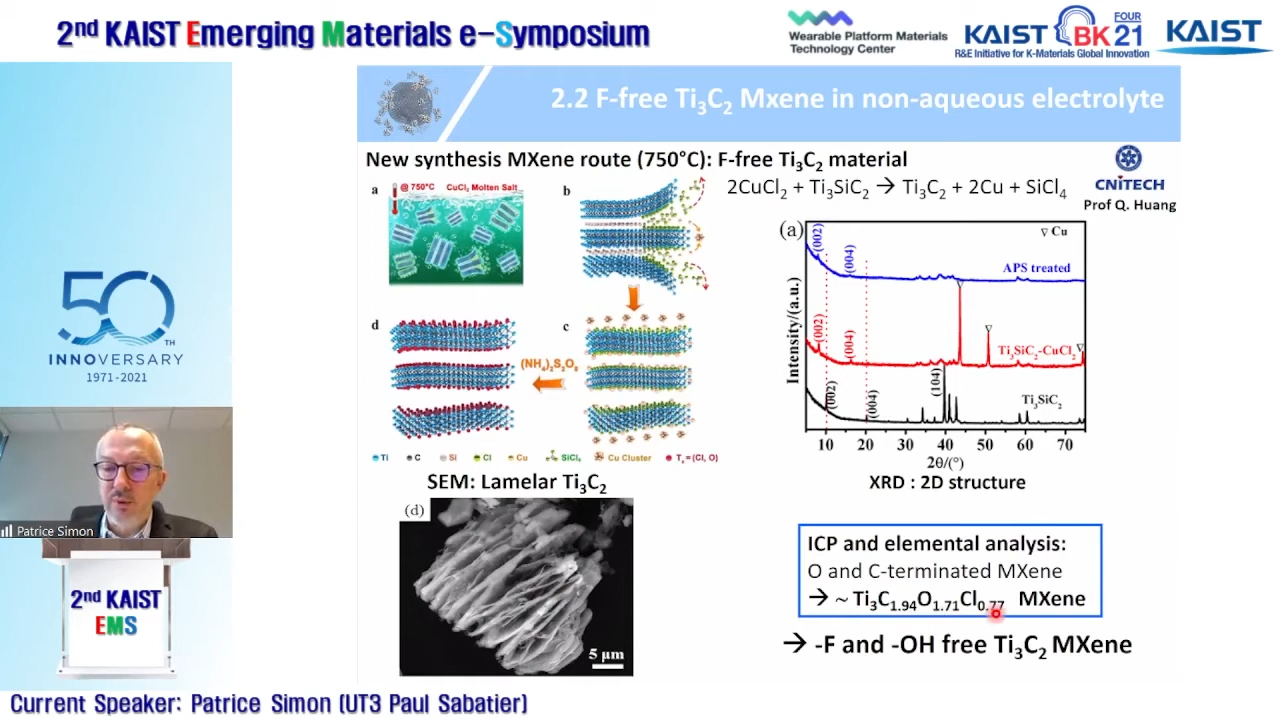 2nd KAIST Emerging Materials e-Symposium
Wearable Platform Materials
Technology Center
KAIST BK FOUR 21
R&E Initiative for K-Materials Global Innovation
KAIST
2.2 F-free Ti3C2 Mxene in non-aqueous electrolyte
New synthesis MXene route (750°C): F-free Ti3C2 material
2CuCl2 + Ti3SiC2 → Ti3C2 + 2Cu + SiCl4
CNITECH
Prof Q. Huang
a
@ 750°C CuCl2 Molten Salt
b
d
c
(NH4)2S2O8
Ti C Si Cl Cu SiCl4 Cu Cluster Tx=(Cl, O)
(a)
▽ Cu
(002)
(004)
APS treated
(002)
(004)
Ti3SiC2-CuCl2
(002)
(004)
(104)
Ti3SiC2
Intensity/(a.u.)
10 20 30 40 50 60 70
2θ/(°)
XRD : 2D structure
SEM: Lamelar Ti3C2
(d)
5 μm
ICP and elemental analysis:
O and C-terminated MXene
→ ~ Ti3C1.94O1.71Cl0.77 MXene
→ -F and -OH free Ti3C2 MXene
50 TH
INNOVERSARY
1971-2021
Patrice Simon
2nd KAIST
EMS
Current Speaker: Patrice Simon (UT3 Paul Sabatier)